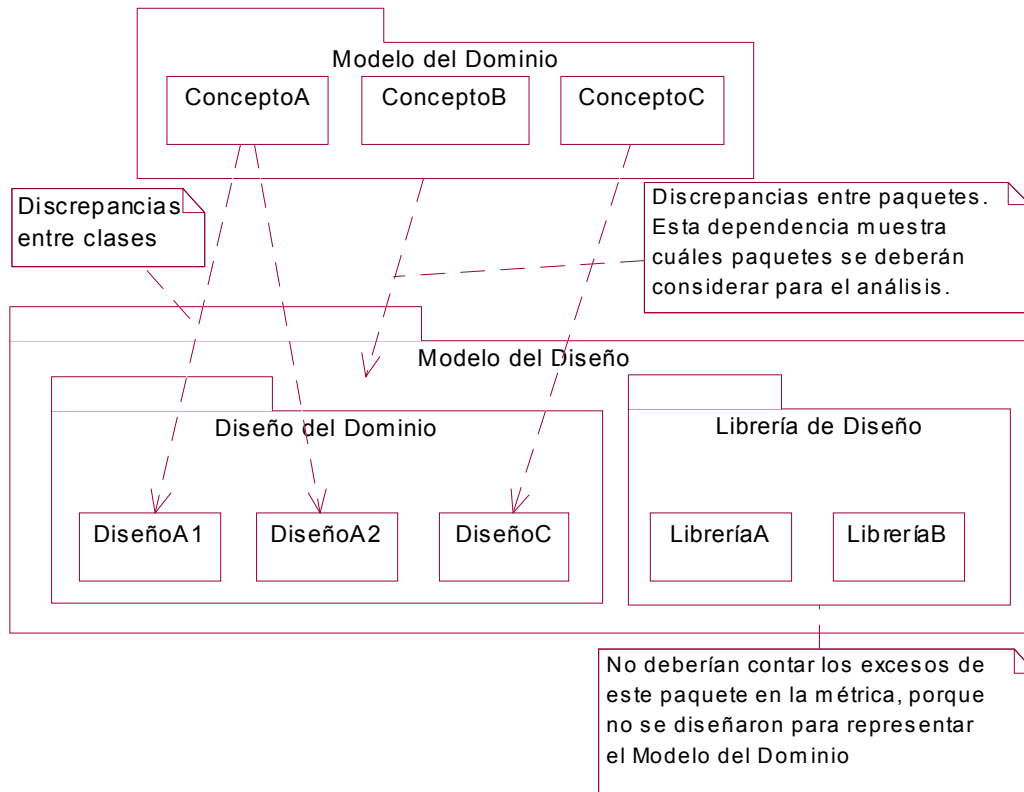 Modelo del Dominio
ConceptoA
ConceptoB
ConceptoC
Discrepancias
entre clases
Discrepancias entre paquetes.
Esta dependencia muestra
cuáles paquetes se deberán
considerar para el análisis.
Modelo del Diseño
Diseño del Dominio
Librería de Diseño
DiseñoA1
DiseñoA2
DiseñoC
LibreríaA
LibreríaB
No deberían contar los excesos de
este paquete en la métrica, porque
no se diseñaron para representar
el Modelo del Dominio